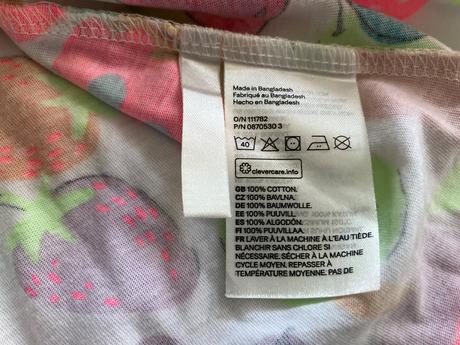 Made in Bangladesh
Fabriqué au Bangladesh
Hecho en Bangladesh
O/N 111782
P/N 0870530 3
40
clevercare.info
GB 100% COTTON.
CZ 100% BAVLNA.
DE 100% BAUMWOLLE.
EE 100% PUUVILL.
ES 100% ALGODÓN.
FI 100% PUUVILLAA.
FR LAVER À LA MACHINE À L'EAU TIÈDE.
BLANCHIR SANS CHLORE SI
NÉCESSAIRE. SÉCHER À LA MACHINE
CYCLE MOYEN. REPASSER À
TEMPÉRATURE MOYENNE. PAS DE